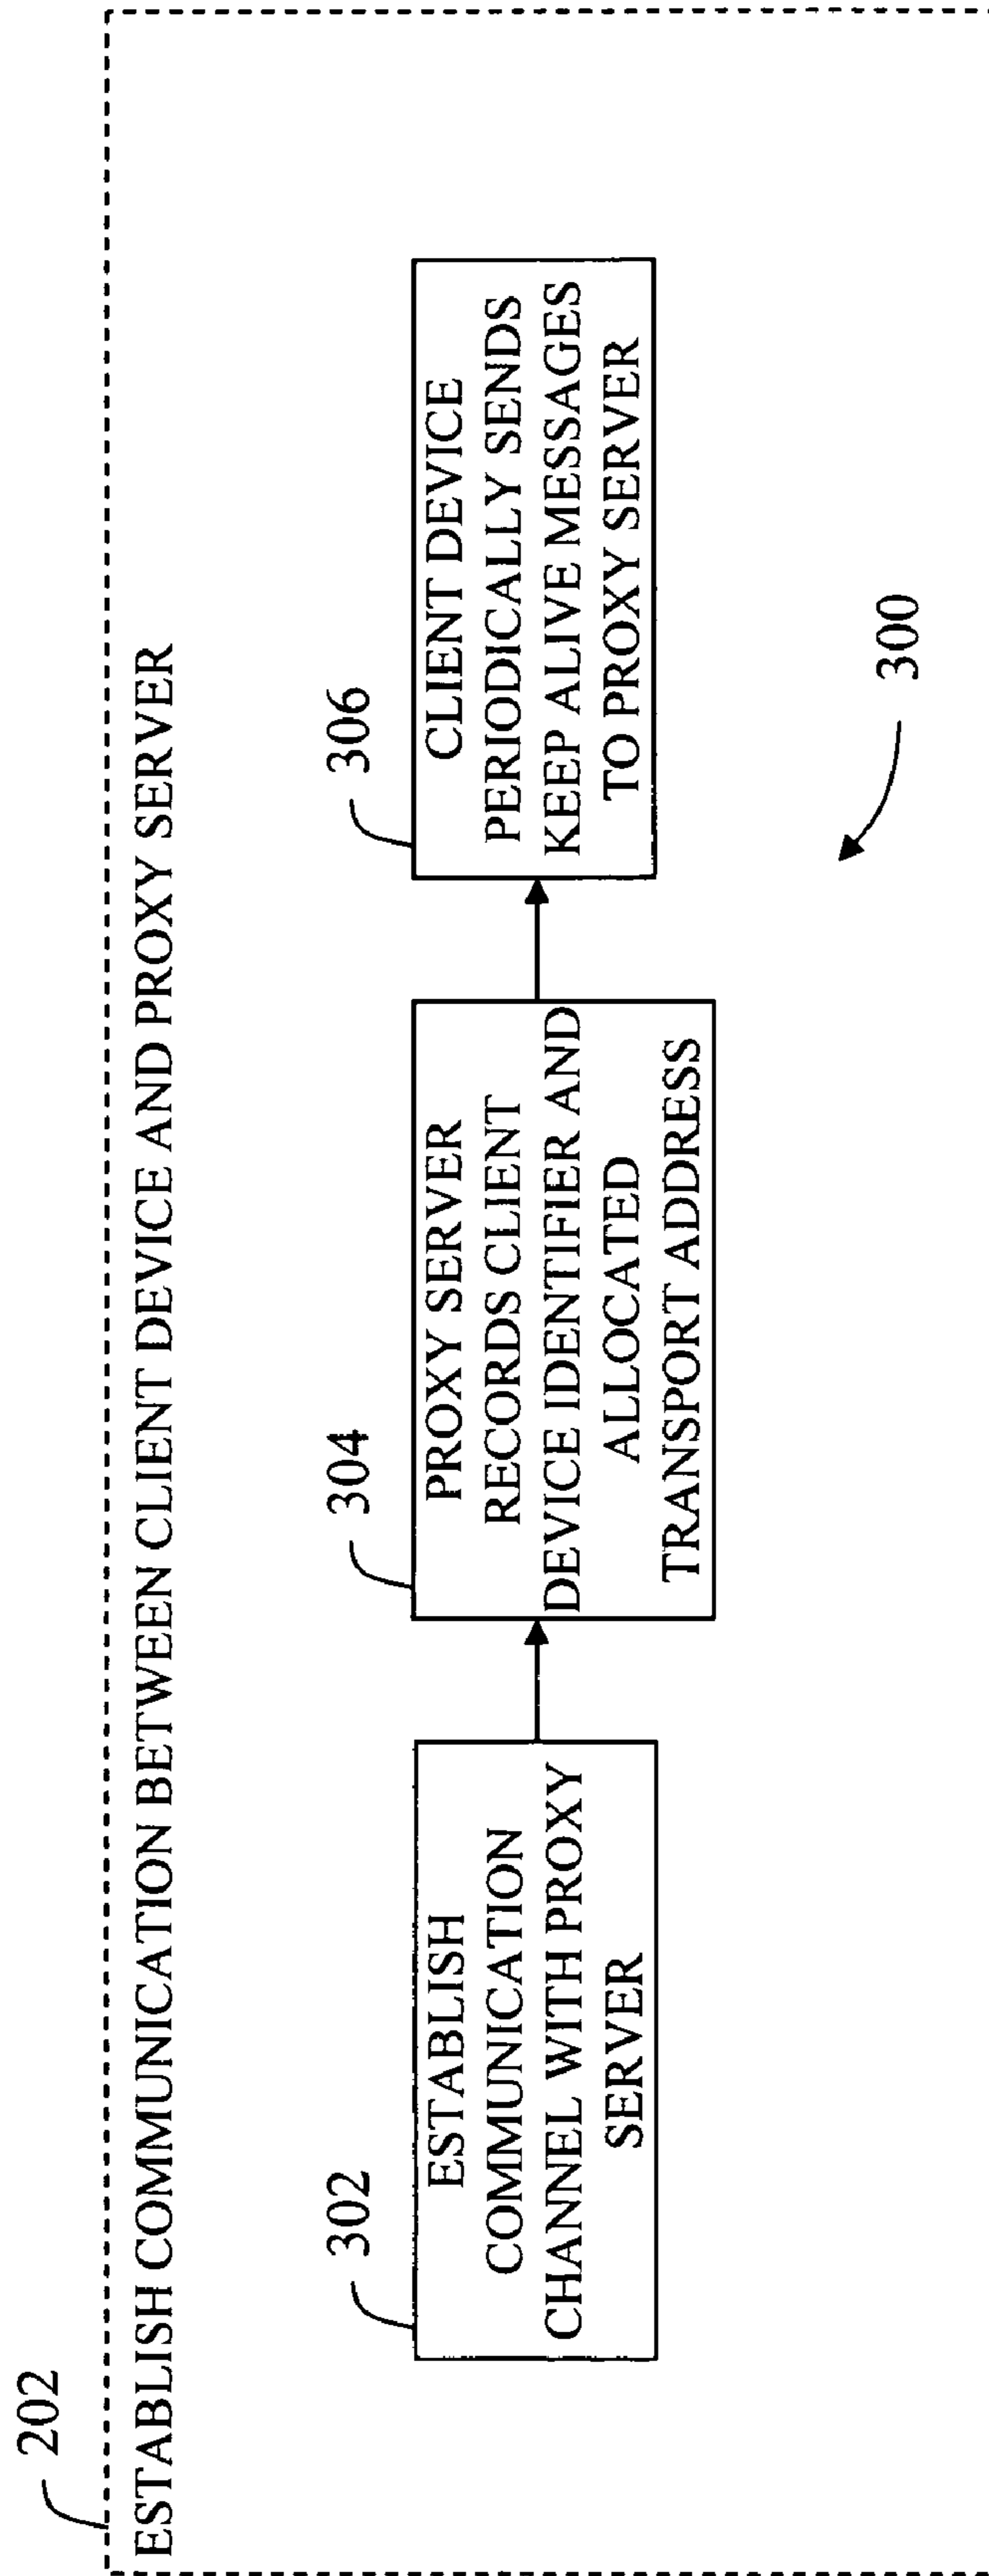 202
ESTABLISH COMMUNICATION BETWEEN CLIENT DEVICE AND PROXY SERVER
302
ESTABLISH
COMMUNICATION
CHANNEL WITH PROXY
SERVER
304
PROXY SERVER
RECORDS CLIENT
DEVICE IDENTIFIER AND
ALLOCATED
TRANSPORT ADDRESS
306
CLIENT DEVICE
PERIODICALLY SENDS
KEEP ALIVE MESSAGES
TO PROXY SERVER
300